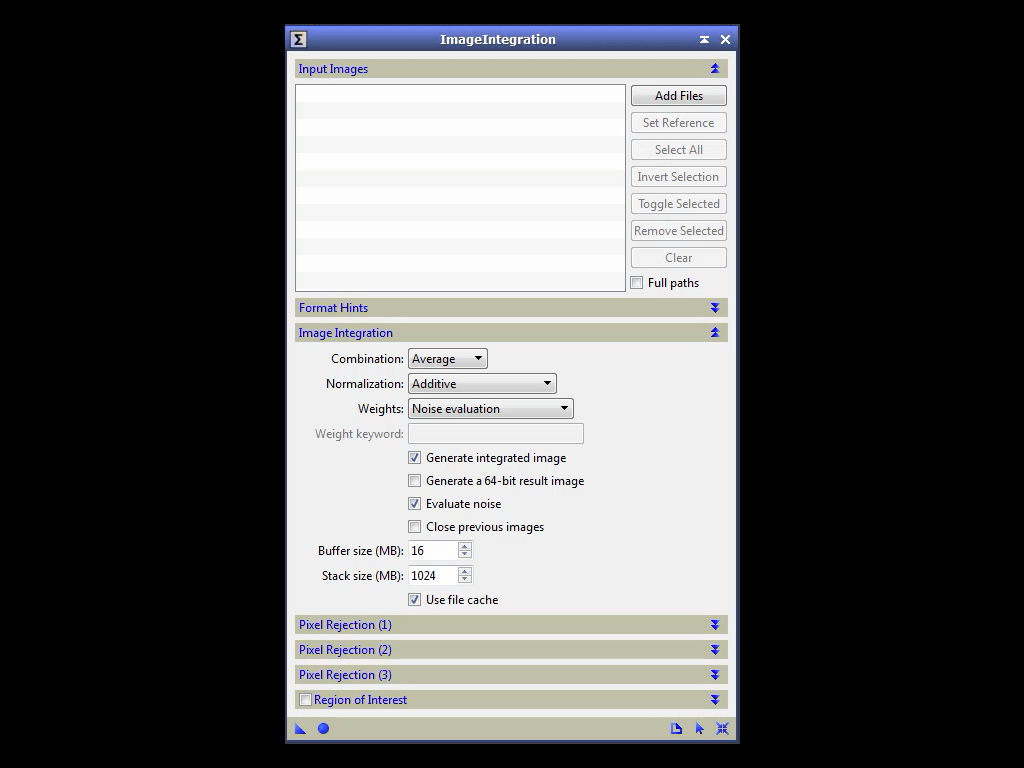 Σ ImageIntegration
Input Images
Add Files
Set Reference
Select All
Invert Selection
Toggle Selected
Remove Selected
Clear
Full paths
Format Hints
Image Integration
Combination: Average
Normalization: Additive
Weights: Noise evaluation
Weight keyword:
Generate integrated image
Generate a 64-bit result image
Evaluate noise
Close previous images
Buffer size (MB): 16
Stack size (MB): 1024
Use file cache
Pixel Rejection (1)
Pixel Rejection (2)
Pixel Rejection (3)
Region of Interest